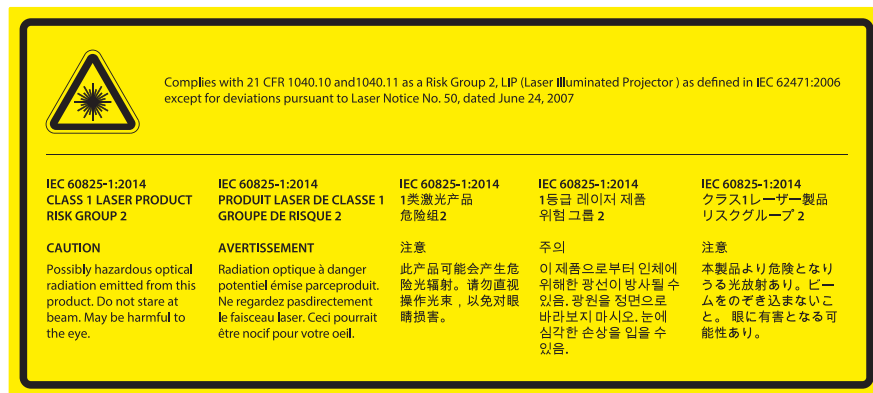 Complies with 21 CFR 1040.10 and1040.11 as a Risk Group 2, LIP (Laser Illuminated Projector ) as defined in IEC 62471:2006
except for deviations pursuant to Laser Notice No. 50, dated June 24, 2007
IEC 60825-1:2014
CLASS 1 LASER PRODUCT
RISK GROUP 2
CAUTION
Possibly hazardous optical
radiation emitted from this
product. Do not stare at
beam. May be harmful to
the eye.
IEC 60825-1:2014
PRODUIT LASER DE CLASSE 1
GROUPE DE RISQUE 2
AVERTISSEMENT
Radiation optique à danger
potentiel émise parceproduit.
Ne regardez pasdirectement
le faisceau laser. Ceci pourrait
être nocif pour votre oeil.
IEC 60825-1:2014
1类激光产品
危险组2
注意
此产品可能会产生危
险光辐射。请勿直视
操作光束，以免对眼
睛损害。
IEC 60825-1:2014
1등급 레이저 제품
위험 그룹 2
주의
이 제품으로부터 인체에
위해한 광선이 방사될 수
있음. 광원을 정면으로
바라보지 마시오. 눈에
심각한 손상을 입을 수
있음.
IEC 60825-1:2014
クラス1レーザー製品
リスクグループ 2
注意
本製品より危険となり
うる光放射あり。ビー
ムをのぞき込まないこ
と。 眼に有害となる可
能性あり。